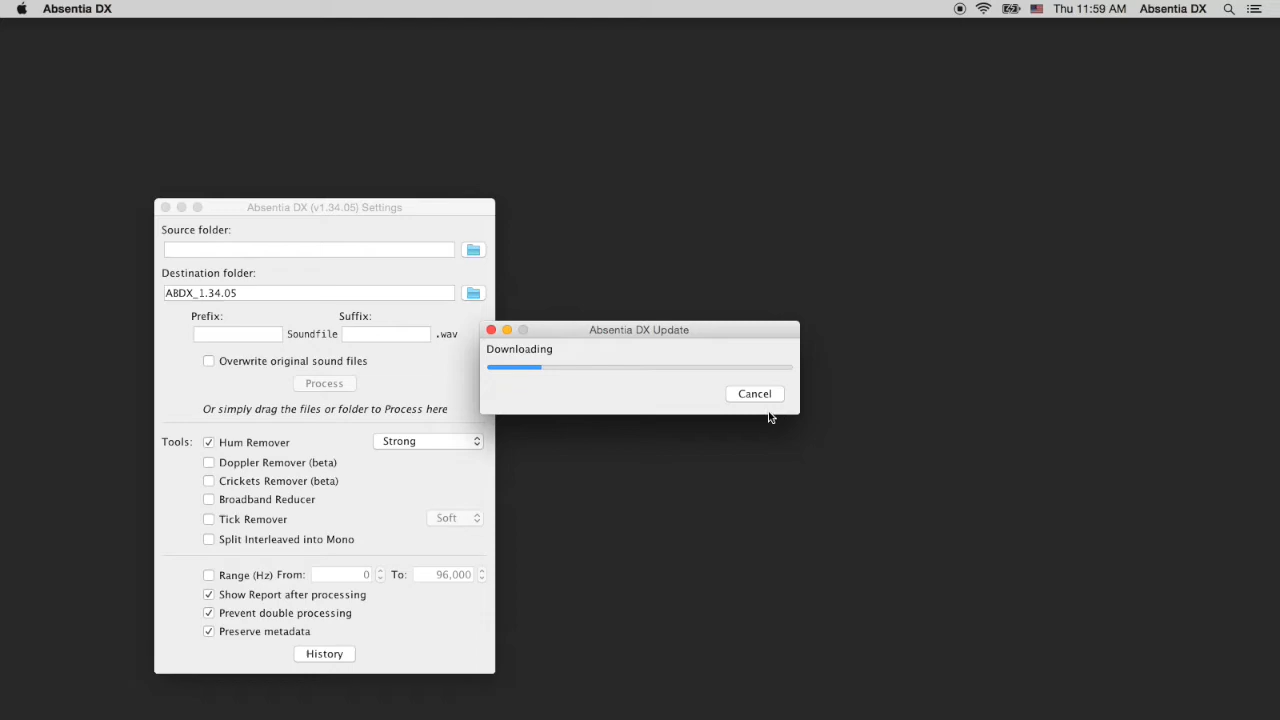 Absentia DX Thu 11:59 AM Absentia DX
Absentia DX (v1.34.05) Settings
Source folder:
Destination folder:
ABDX_1.34.05
Prefix: Suffix:
Soundfile .wav
Overwrite original sound files
Process
Or simply drag the files or folder to Process here
Tools: Hum Remover Strong
Doppler Remover (beta)
Crickets Remover (beta)
Broadband Reducer
Tick Remover Soft
Split Interleaved into Mono
Range (Hz) From: 0 To: 96,000
Show Report after processing
Prevent double processing
Preserve metadata
History
Absentia DX Update
Downloading
Cancel